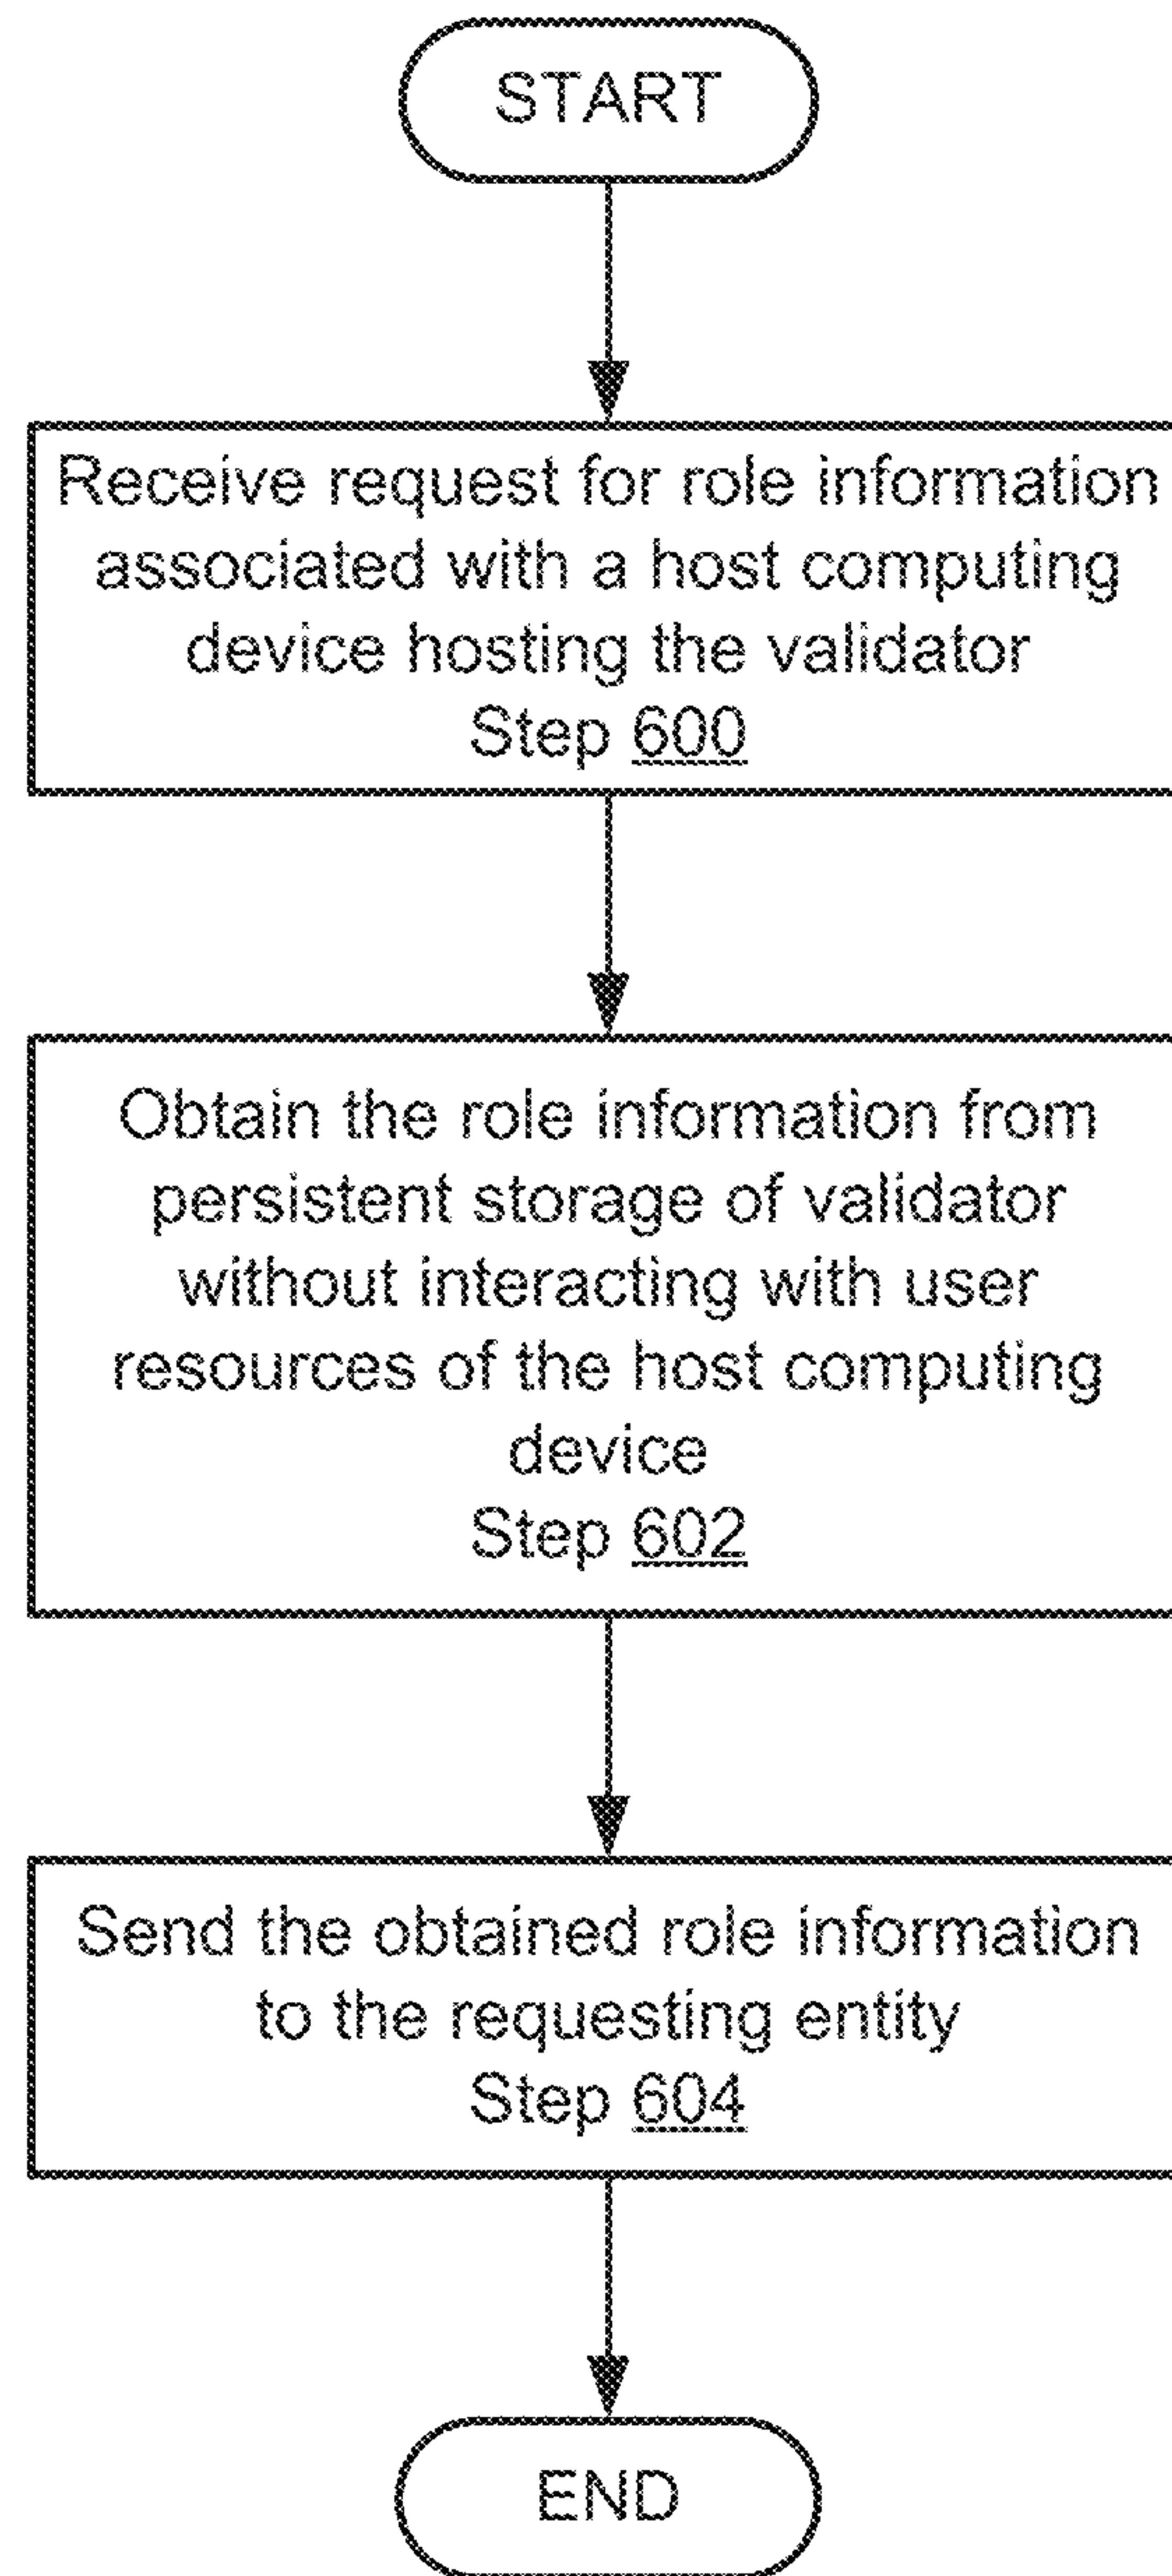 START
Receive request for role information
associated with a host computing
device hosting the validator
Step 600
Obtain the role information from
persistent storage of validator
without interacting with user
resources of the host computing
device
Step 602
Send the obtained role information
to the requesting entity
Step 604
END